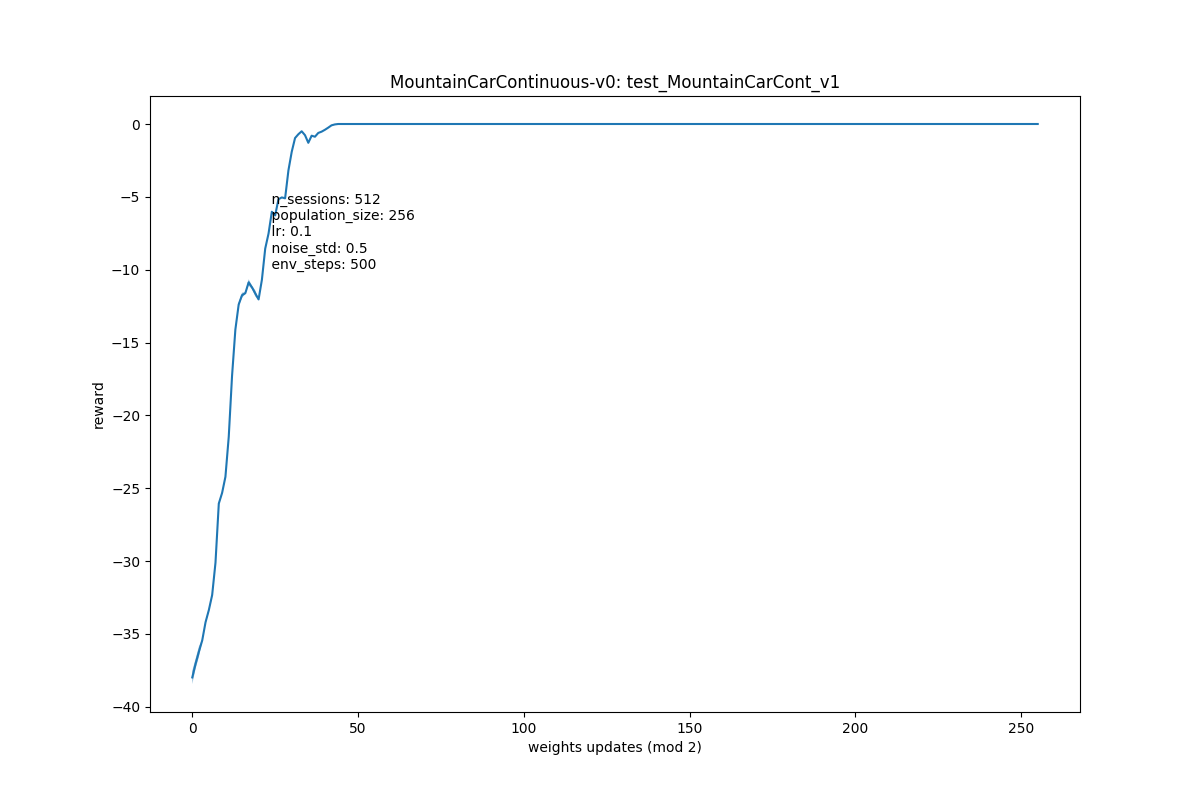 MountainCarContinuous-v0: test_MountainCarCont_v1
0
−5
−10
−15
−20
−25
−30
−35
−40
reward
n_sessions: 512
population_size: 256
lr: 0.1
noise_std: 0.5
env_steps: 500
0 50 100 150 200 250
weights updates (mod 2)